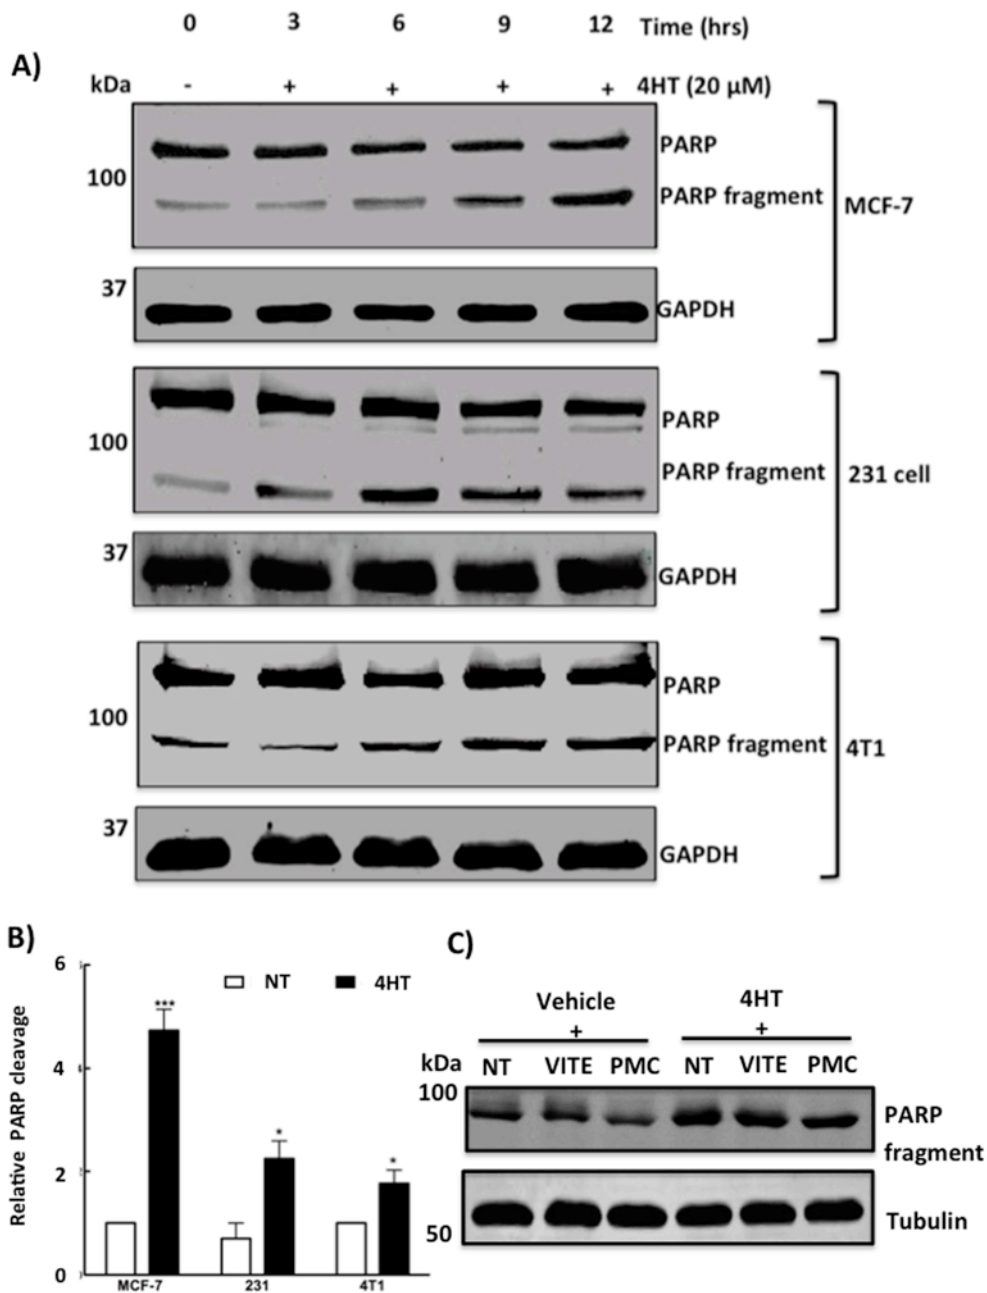 0 3 6 9 12 Time (hrs)
A)
kDa - + + + + 4HT (20 µM)
PARP
100
PARP fragment
MCF-7
37
GAPDH
PARP
100
PARP fragment
231 cell
37
GAPDH
PARP
100
PARP fragment
4T1
37
GAPDH
B)
6
4
2
0
Relative PARP cleavage
NT 4HT
***
*
*
MCF-7 231 4T1
C)
Vehicle 4HT
+ +
kDa NT VITE PMC NT VITE PMC
100
PARP
fragment
Tubulin
50